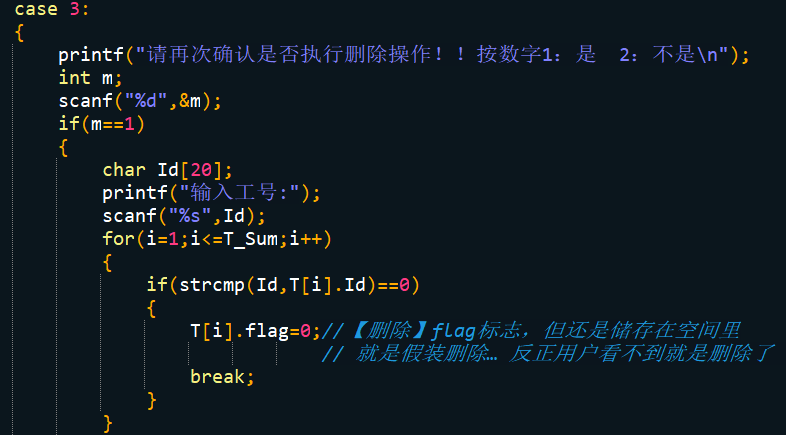 case 3:
{
printf("请再次确认是否执行删除操作！！按数字1：是 2：不是\n");
int m;
scanf("%d",&m);
if(m==1)
{
char Id[20];
printf("输入工号:");
scanf("%s",Id);
for(i=1;i<=T_Sum;i++)
{
if(strcmp(Id,T[i].Id)==0)
{
T[i].flag=0;//【删除】flag标志，但还是储存在空间里
// 就是假装删除… 反正用户看不到就是删除了
break;
}
}